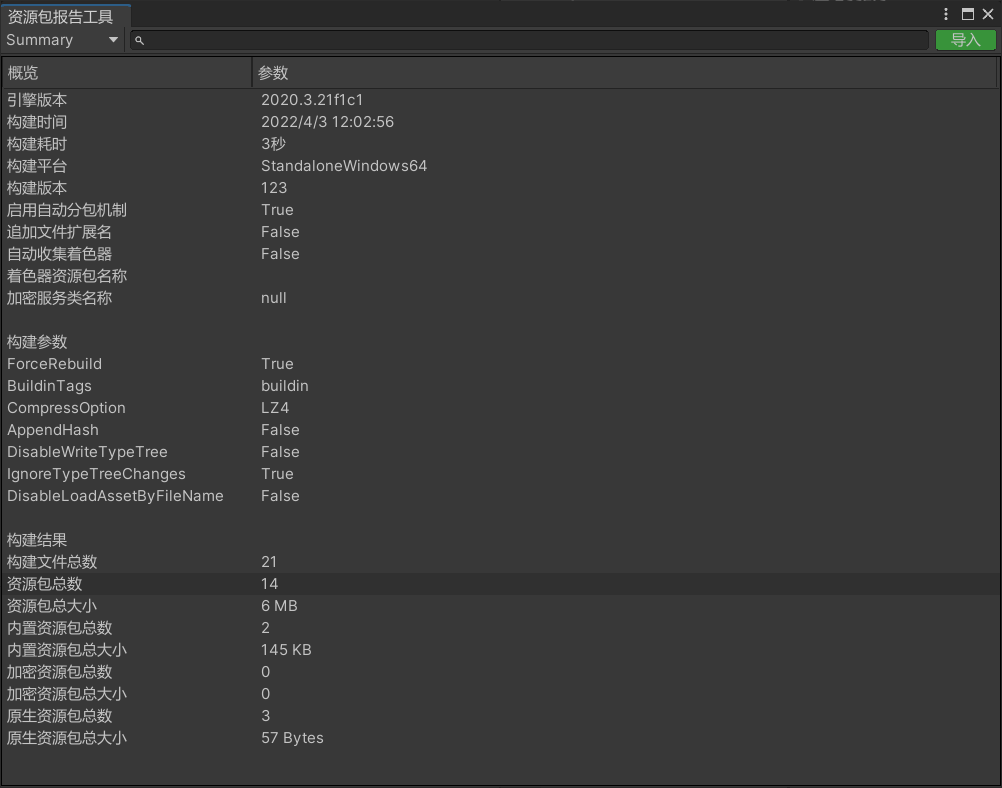 资源包报告工具
Summary
导入
概览 参数
引擎版本 2020.3.21f1c1
构建时间 2022/4/3 12:02:56
构建耗时 3秒
构建平台 StandaloneWindows64
构建版本 123
启用自动分包机制 True
追加文件扩展名 False
自动收集着色器 False
着色器资源包名称
加密服务类名称 null
构建参数
ForceRebuild True
BuildinTags buildin
CompressOption LZ4
AppendHash False
DisableWriteTypeTree False
IgnoreTypeTreeChanges True
DisableLoadAssetByFileName False
构建结果
构建文件总数 21
资源包总数 14
资源包总大小 6 MB
内置资源包总数 2
内置资源包总大小 145 KB
加密资源包总数 0
加密资源包总大小 0
原生资源包总数 3
原生资源包总大小 57 Bytes